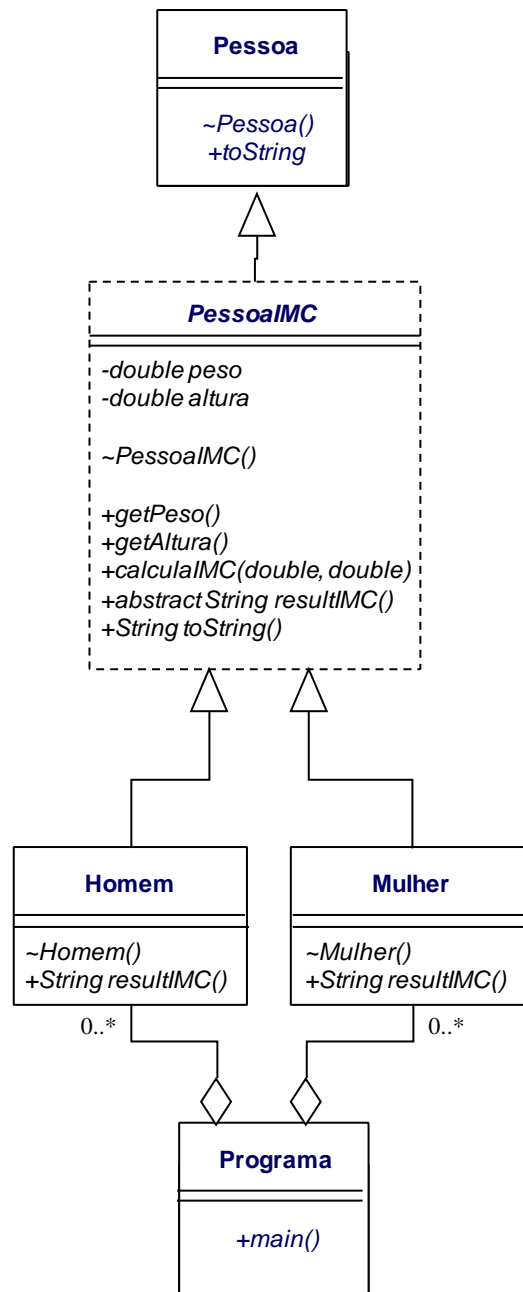 Pessoa
~Pessoa()
+toString
PessoaIMC
-double peso
-double altura
~PessoaIMC()
+getPeso()
+getAltura()
+calculaIMC(double, double)
+abstract String resultIMC()
+String toString()
Homem
~Homem()
+String resultIMC()
0..*
Mulher
~Mulher()
+String resultIMC()
0..*
Programa
+main()